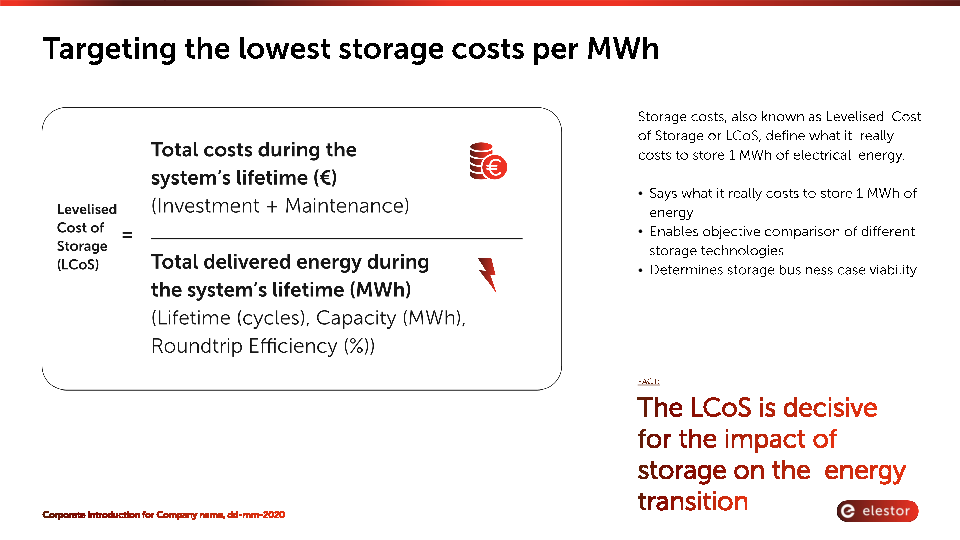 Targeting the lowest storage costs per MWh
Levelised
Cost of
Storage
(LCoS)
=
Total costs during the
system's lifetime (€)
(Investment + Maintenance)
€
Total delivered energy during
the system's lifetime (MWh)
(Lifetime (cycles), Capacity (MWh),
Roundtrip Efficiency (%))
Storage costs, also known as Levelised Cost
of Storage or LCoS, define what it really
costs to store 1 MWh of electrical energy.
• Says what it really costs to store 1 MWh of
energy
• Enables objective comparison of different
storage technologies
• Determines storage business case viability
FACT:
The LCoS is decisive
for the impact of
storage on the energy
transition
Corporate Introduction for Company name, dd-mm-2020
elestor